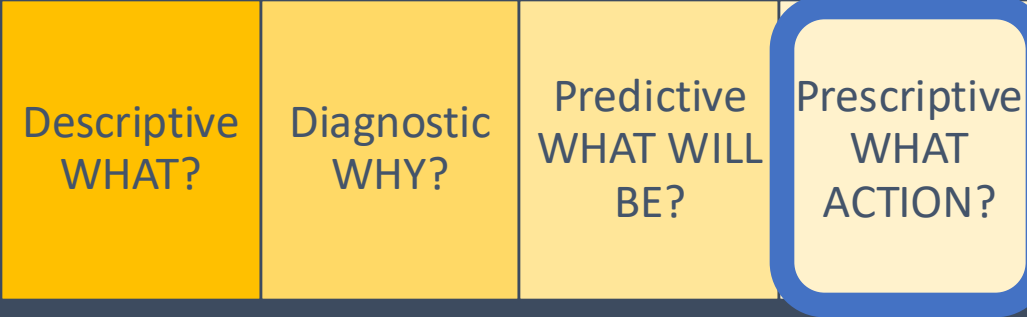 Descriptive
WHAT?
Diagnostic
WHY?
Predictive
WHAT WILL
BE?
Prescriptive
WHAT
ACTION?